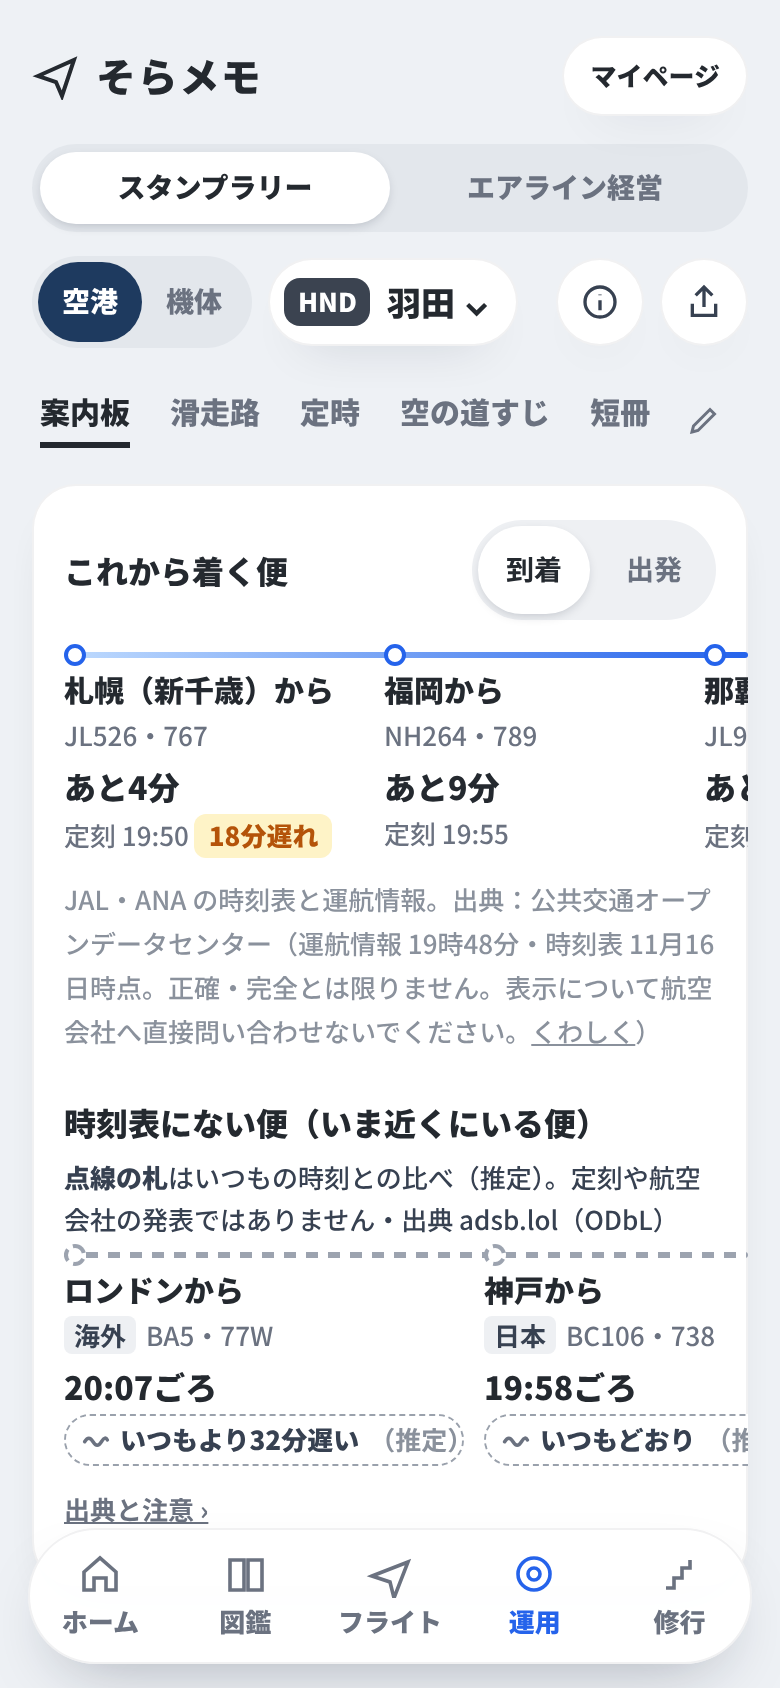 そらメモ
マイページ
スタンプラリー
エアライン経営
空港
機体
HND 羽田
案内板
滑走路
定時
空の道すじ
短冊
これから着く便
到着
出発
札幌（新千歳）から
JL526・767
あと4分
定刻 19:50 18分遅れ
福岡から
NH264・789
あと9分
定刻 19:55
那覇
JL9
あと
定刻
JAL・ANA の時刻表と運航情報。出典：公共交通オープ
ンデータセンター（運航情報 19時48分・時刻表 11月16
日時点。正確・完全とは限りません。表示について航空
会社へ直接問い合わせないでください。くわしく）
時刻表にない便（いま近くにいる便）
点線の札はいつもの時刻との比べ（推定）。定刻や航空
会社の発表ではありません・出典 adsb.lol（ODbL）
ロンドンから
海外 BA5・77W
20:07ごろ
いつもより32分遅い （推定）
神戸から
日本 BC106・738
19:58ごろ
いつもどおり （推
出典と注意 ›
ホーム
図鑑
フライト
運用
修行